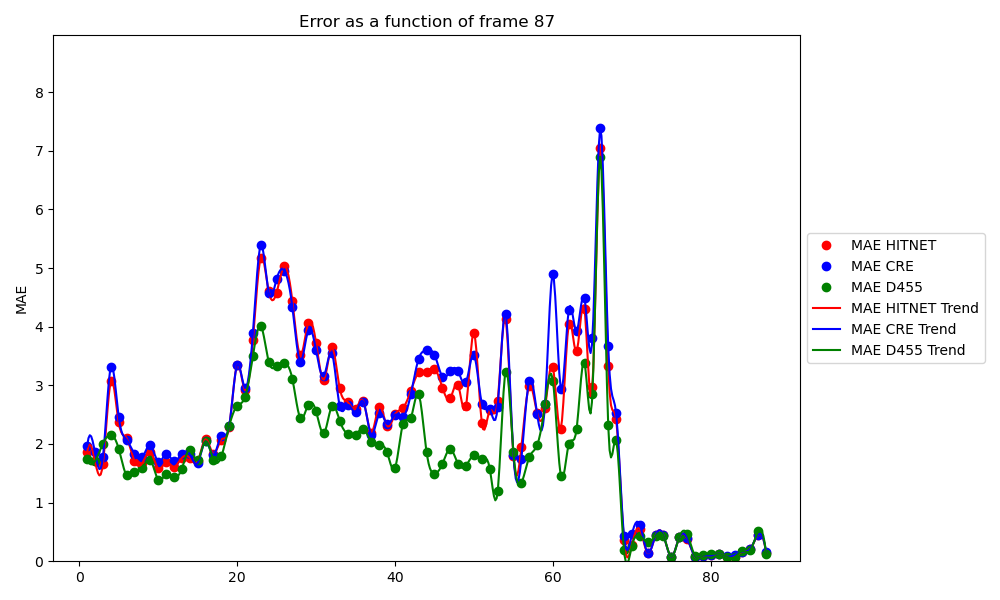 Error as a function of frame 87
MAE
8
7
6
5
4
3
2
1
0
0 20 40 60 80
MAE HITNET
MAE CRE
MAE D455
MAE HITNET Trend
MAE CRE Trend
MAE D455 Trend